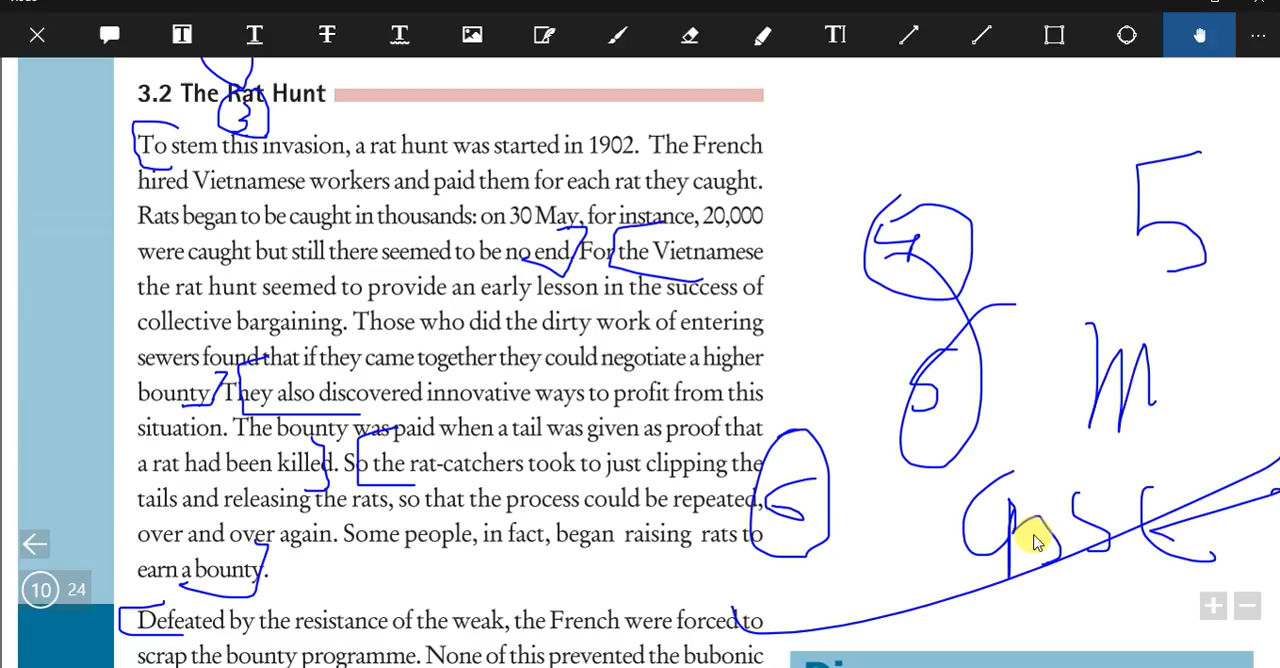 3.2 The Rat Hunt
3
To stem this invasion, a rat hunt was started in 1902. The French
hired Vietnamese workers and paid them for each rat they caught.
Rats began to be caught in thousands: on 30 May, for instance, 20,000
were caught but still there seemed to be no end. For the Vietnamese
the rat hunt seemed to provide an early lesson in the success of
collective bargaining. Those who did the dirty work of entering
sewers found that if they came together they could negotiate a higher
bounty. They also discovered innovative ways to profit from this
situation. The bounty was paid when a tail was given as proof that
a rat had been killed. So the rat-catchers took to just clipping the
tails and releasing the rats, so that the process could be repeated,
over and over again. Some people, in fact, began raising rats to
earn a bounty.
Defeated by the resistance of the weak, the French were forced to
scrap the bounty programme. None of this prevented the bubonic
4
5
5
m
6
10 24